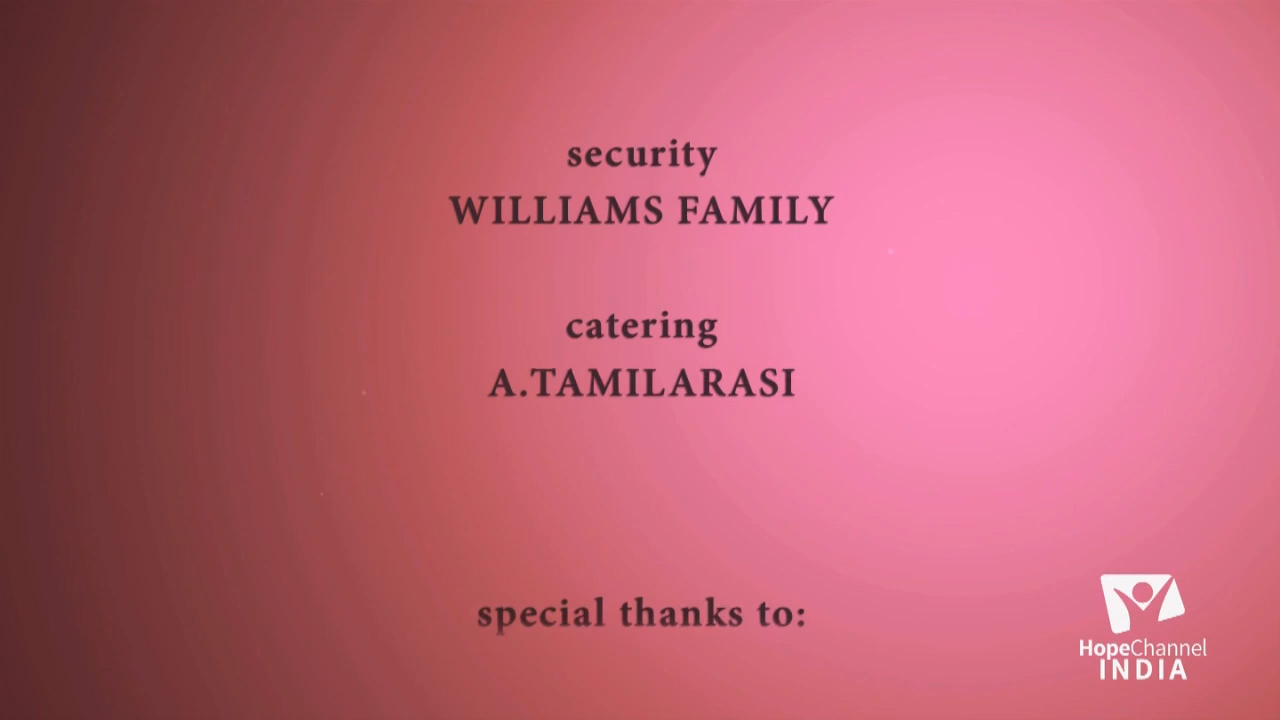 security
WILLIAMS FAMILY
catering
A.TAMILARASI
special thanks to:
HopeChannel
INDIA